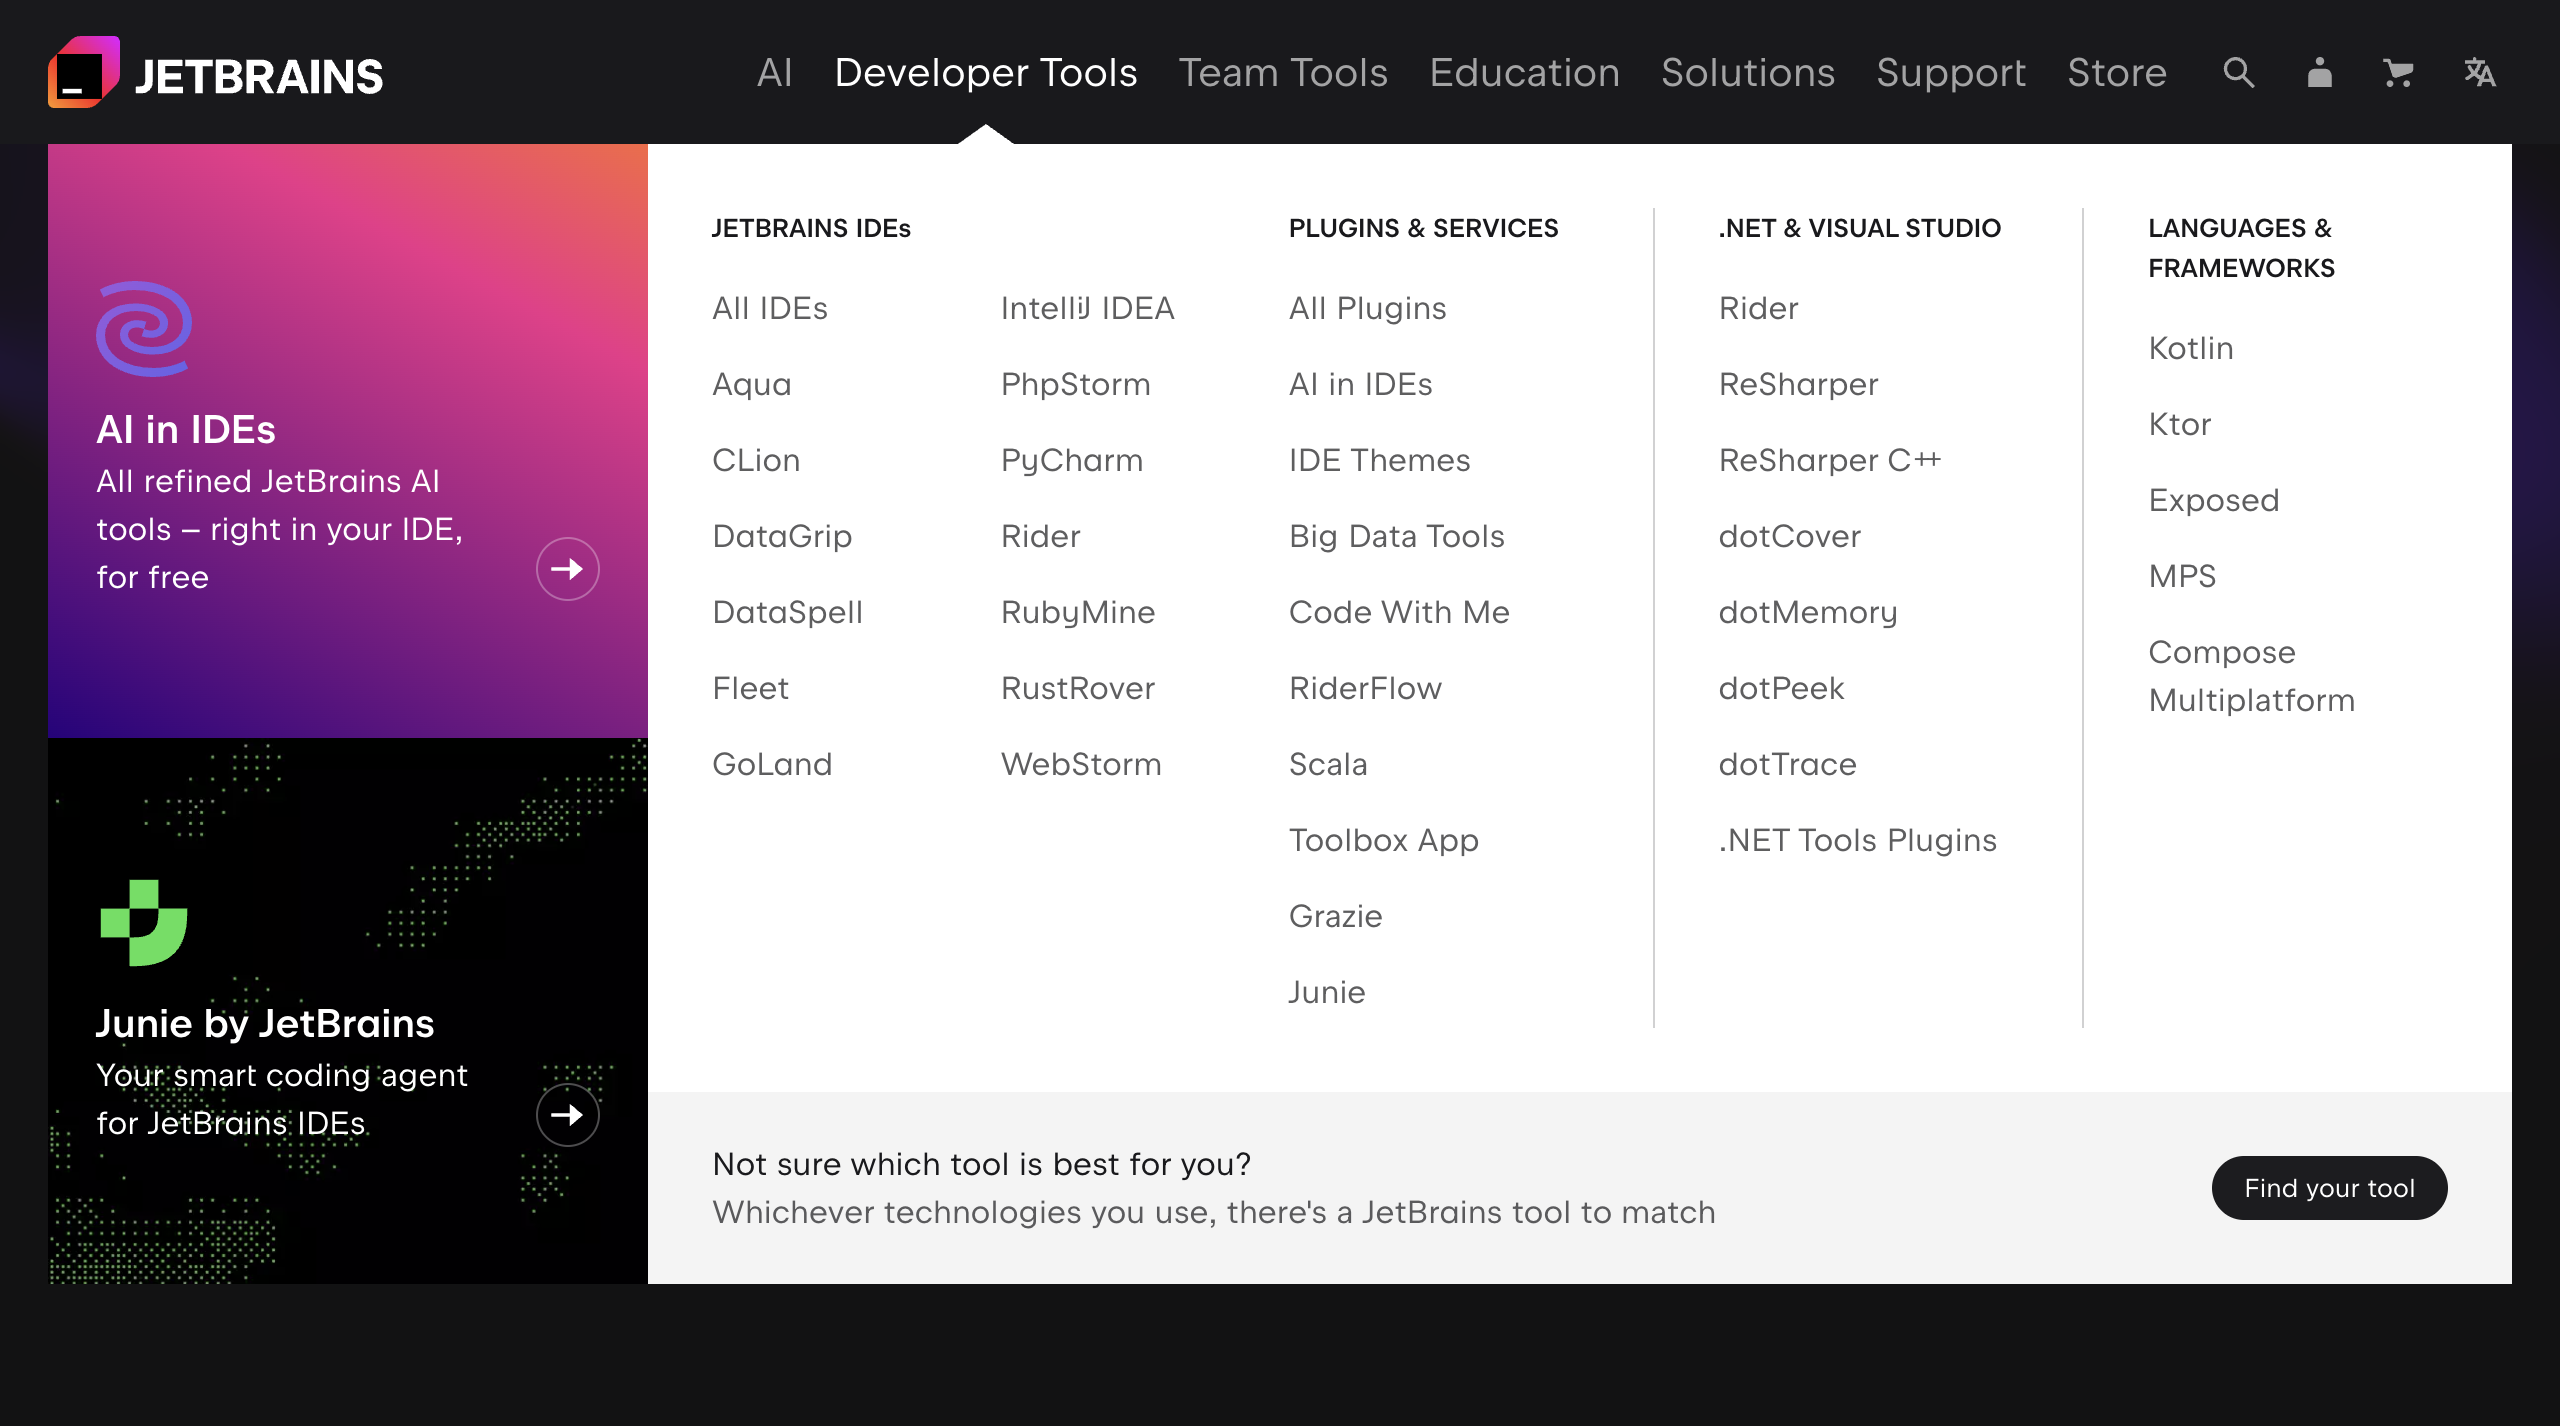 JETBRAINS
AI
Developer Tools
Team Tools
Education
Solutions
Support
Store
AI in IDEs
All refined JetBrains AI
tools – right in your IDE,
for free
Junie by JetBrains
Your smart coding agent
for JetBrains IDEs
JETBRAINS IDEs
All IDEs
Aqua
CLion
DataGrip
DataSpell
Fleet
GoLand
IntelliJ IDEA
PhpStorm
PyCharm
Rider
RubyMine
RustRover
WebStorm
PLUGINS & SERVICES
All Plugins
AI in IDEs
IDE Themes
Big Data Tools
Code With Me
RiderFlow
Scala
Toolbox App
Grazie
Junie
.NET & VISUAL STUDIO
Rider
ReSharper
ReSharper C++
dotCover
dotMemory
dotPeek
dotTrace
.NET Tools Plugins
LANGUAGES &
FRAMEWORKS
Kotlin
Ktor
Exposed
MPS
Compose
Multiplatform
Not sure which tool is best for you?
Whichever technologies you use, there's a JetBrains tool to match
Find your tool